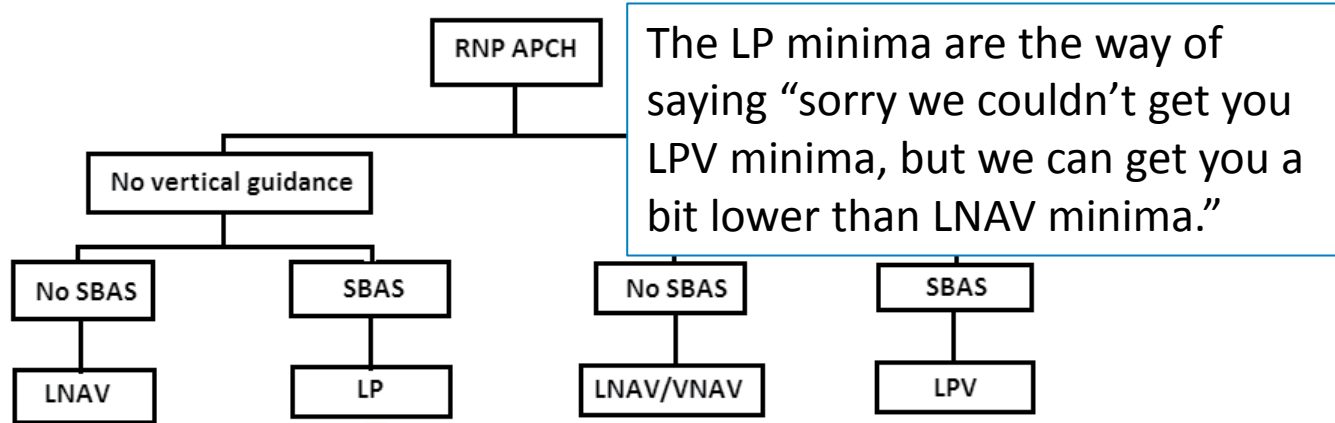 RNP APCH
The LP minima are the way of
saying “sorry we couldn’t get you
LPV minima, but we can get you a
bit lower than LNAV minima.”
No vertical guidance
No SBAS
SBAS
No SBAS
SBAS
LNAV
LP
LNAV/VNAV
LPV